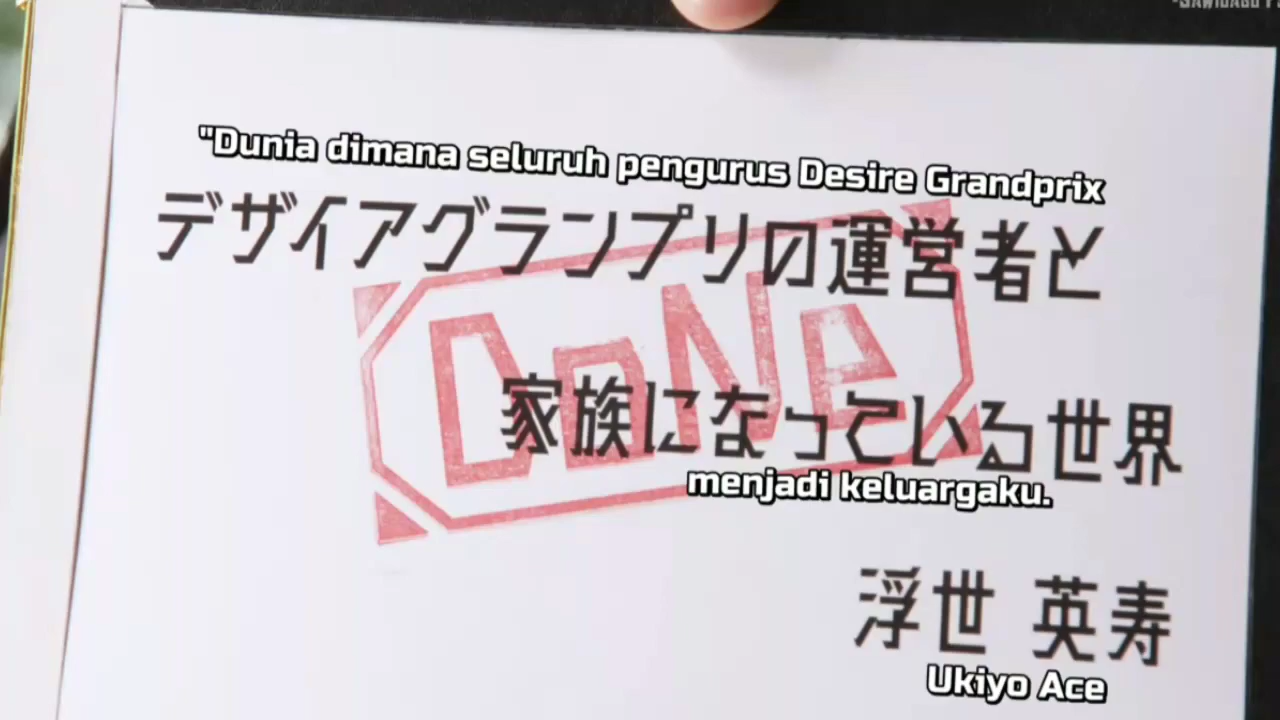 "Dunia dimana seluruh pengurus Desire Grandprix
デザイアグランプリの運営者と
DoNe
家族になっている世界
menjadi keluargaku.
浮世 英寿
Ukiyo Ace